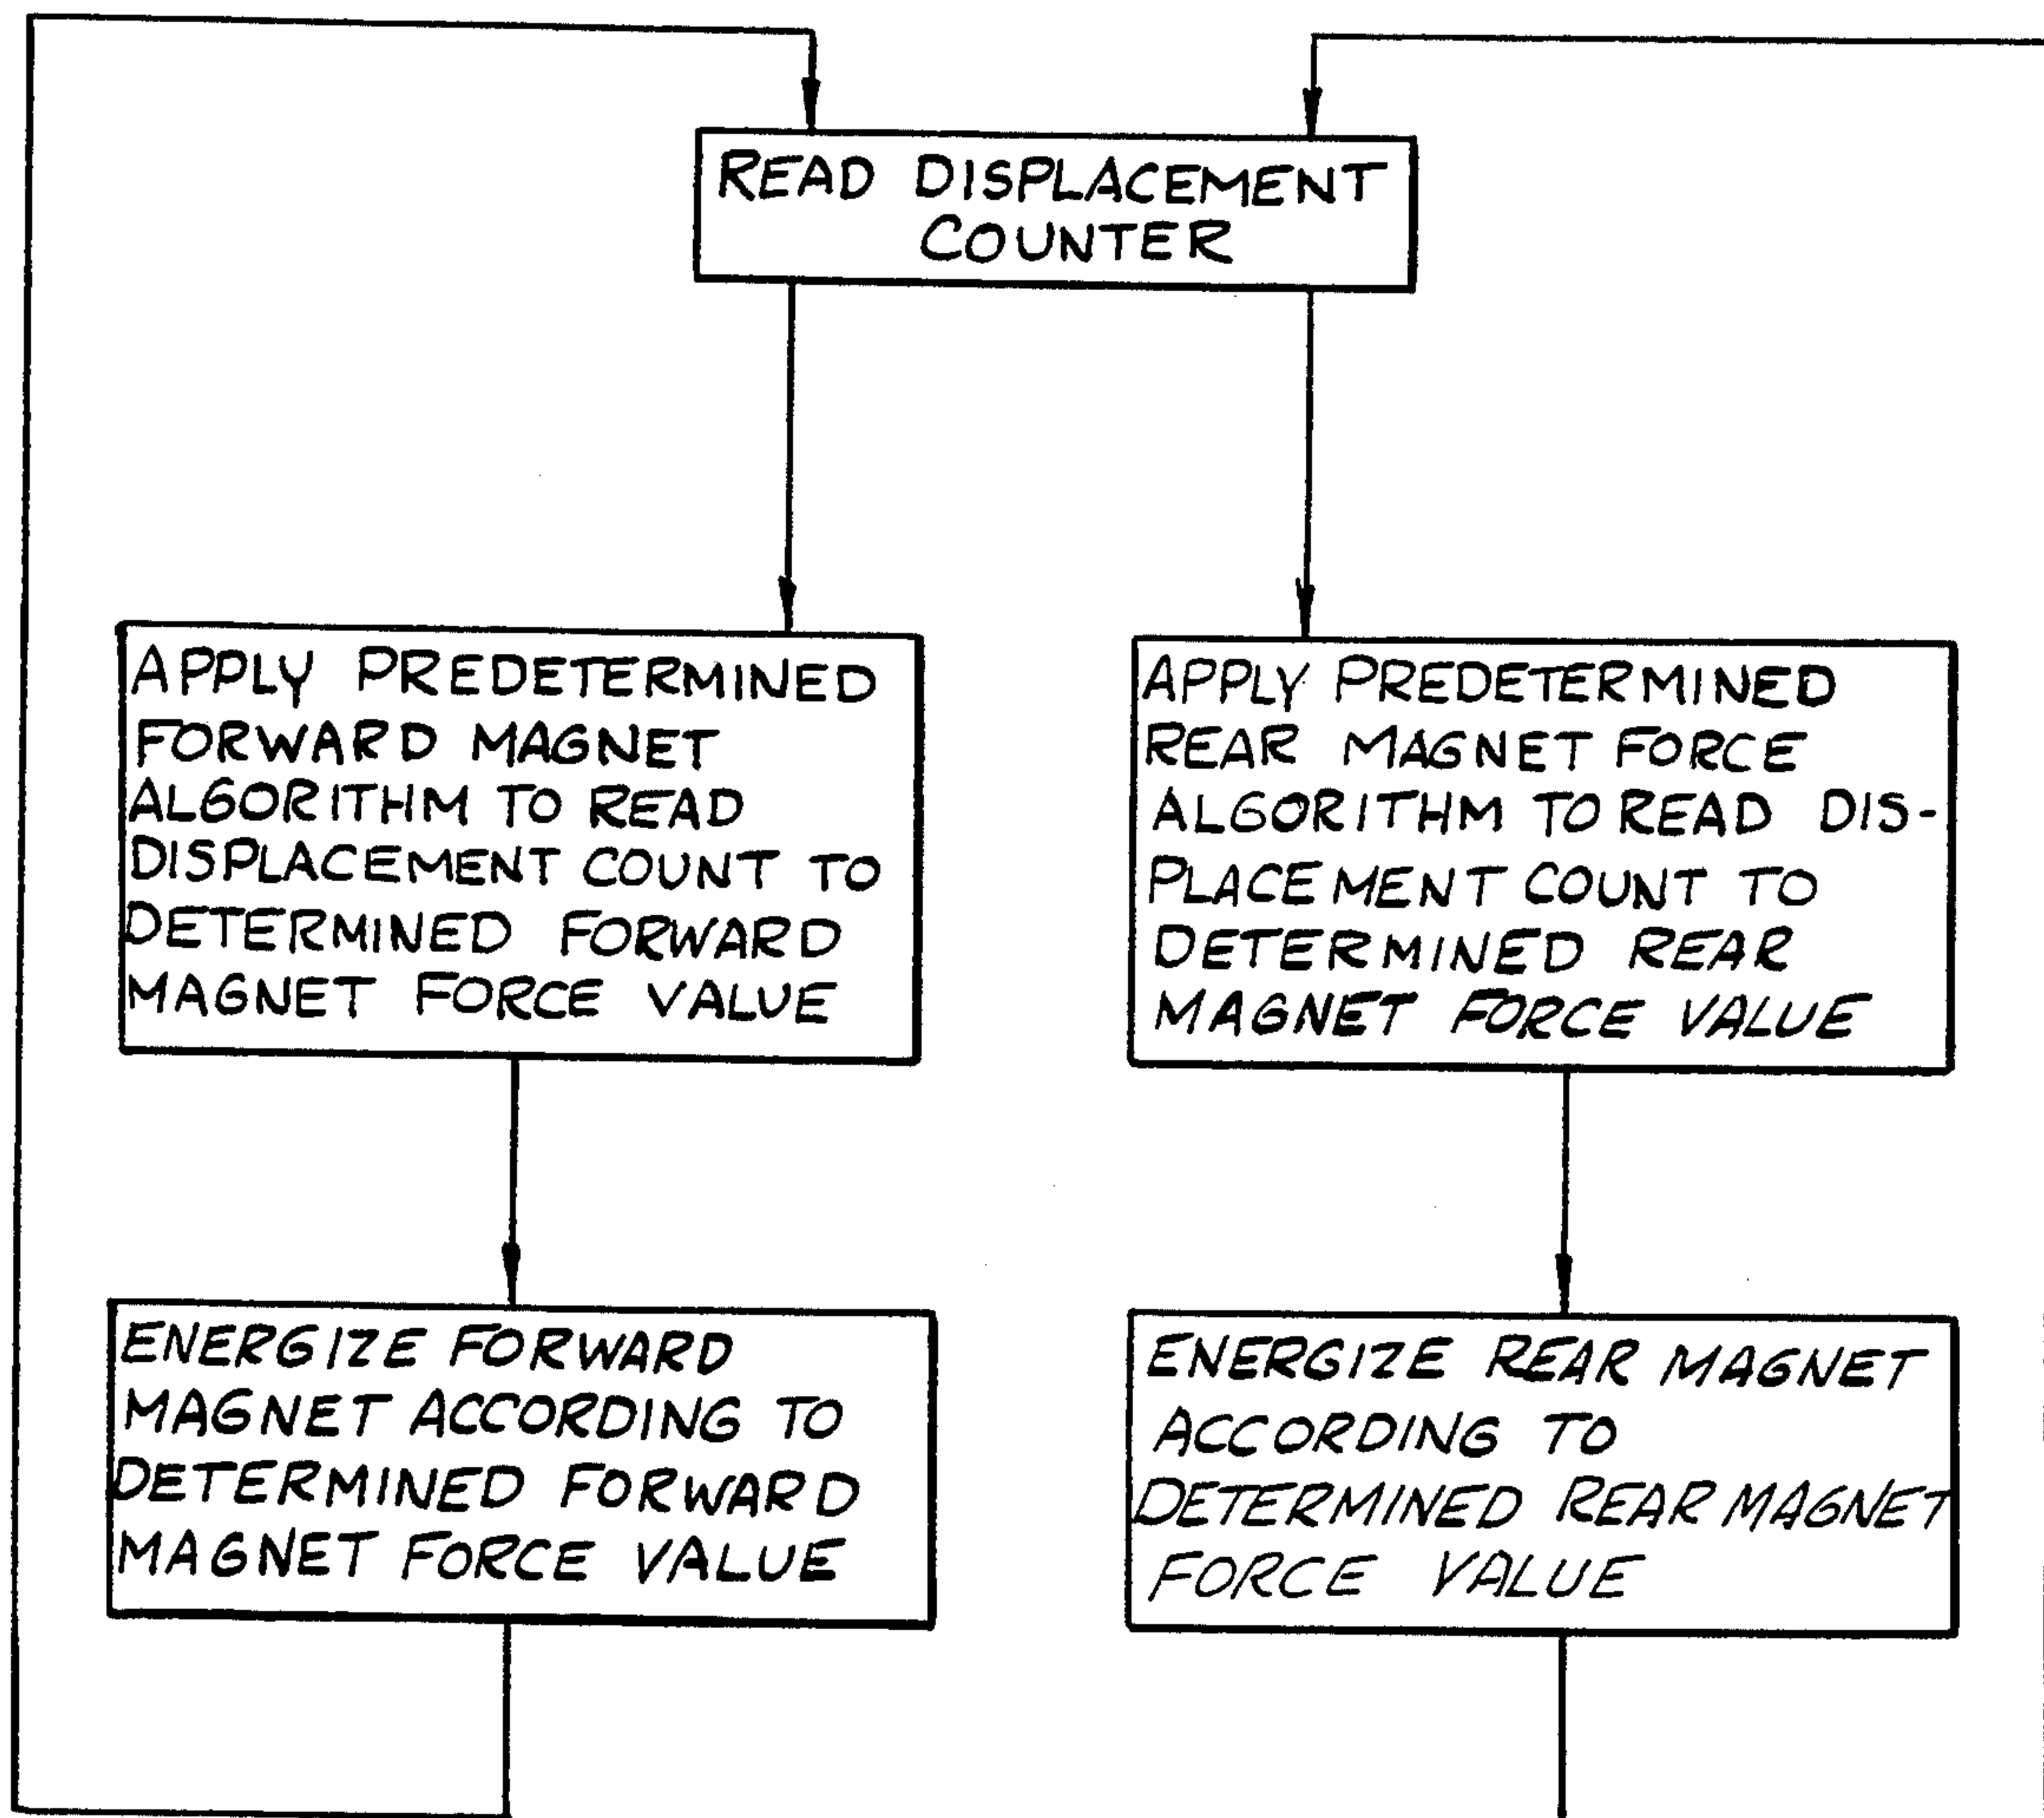 READ DISPLACEMENT
COUNTER
APPLY PREDETERMINED
FORWARD MAGNET
ALGORITHM TO READ
DISPLACEMENT COUNT TO
DETERMINED FORWARD
MAGNET FORCE VALUE
APPLY PREDETERMINED
REAR MAGNET FORCE
ALGORITHM TO READ DIS-
PLACEMENT COUNT TO
DETERMINED REAR
MAGNET FORCE VALUE
ENERGIZE FORWARD
MAGNET ACCORDING TO
DETERMINED FORWARD
MAGNET FORCE VALUE
ENERGIZE REAR MAGNET
ACCORDING TO
DETERMINED REAR MAGNET
FORCE VALUE